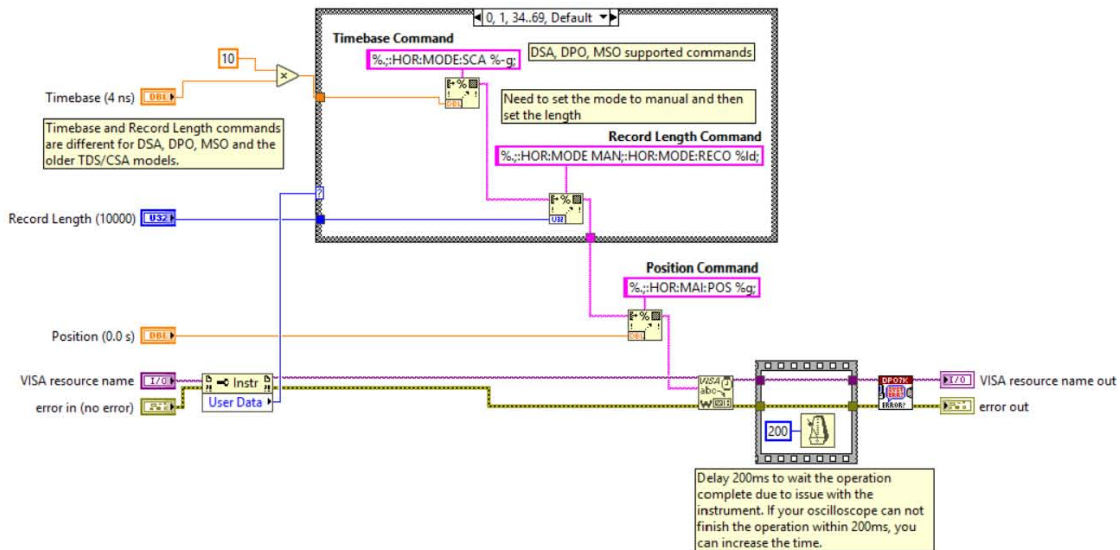 0, 1, 34..69, Default
Timebase Command
%.;:HOR:MODE:SCA %-g;
DSA, DPO, MSO supported commands
10
DBL
Timebase (4 ns)
DBL
Need to set the mode to manual and then
set the length
Timebase and Record Length commands
are different for DSA, DPO, MSO and the
older TDS/CSA models.
Record Length Command
%.;:HOR:MODE MAN;:HOR:MODE:RECO %ld;
?
Record Length (10000)
U32
U32
Position Command
%.;:HOR:MAI:POS %g;
Position (0.0 s)
DBL
DBL
VISA resource name
I/O
Instr
User Data
error in (no error)
VISA
abc
W
200
DPO7K
ERROR?
I/O
VISA resource name out
error out
Delay 200ms to wait the operation
complete due to issue with the
instrument. If your oscilloscope can not
finish the operation within 200ms, you
can increase the time.